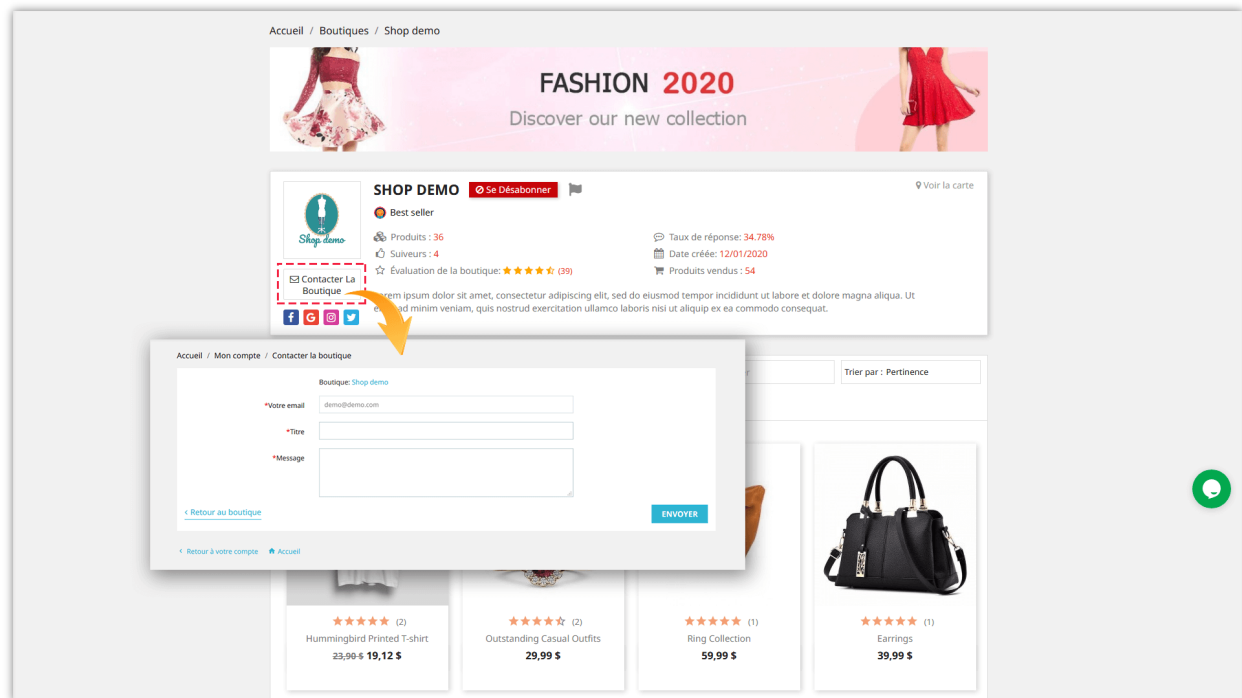 Accueil / Boutiques / Shop demo
FASHION 2020
Discover our new collection
Shop demo
SHOP DEMO
Se Désabonner
Voir la carte
Best seller
Produits : 36
Suiveurs : 4
Évaluation de la boutique: (39)
Taux de réponse: 34.78%
Date créée: 12/01/2020
Produits vendus : 54
Contacter La
Boutique
rem ipsum dolor sit amet, consectetur adipiscing elit, sed do eiusmod tempor incididunt ut labore et dolore magna aliqua. Ut
ad minim veniam, quis nostrud exercitation ullamco laboris nisi ut aliquip ex ea commodo consequat.
Accueil / Mon compte / Contacter la boutique
Boutique: Shop demo
*Votre email
demo@demo.com
*Titre
*Message
< Retour au boutique
ENVOYER
< Retour à votre compte
Accueil
Trier par : Pertinence
(2)
Hummingbird Printed T-shirt
23,90 $ 19,12 $
(2)
Outstanding Casual Outfits
29,99 $
(1)
Ring Collection
59,99 $
(1)
Earrings
39,99 $